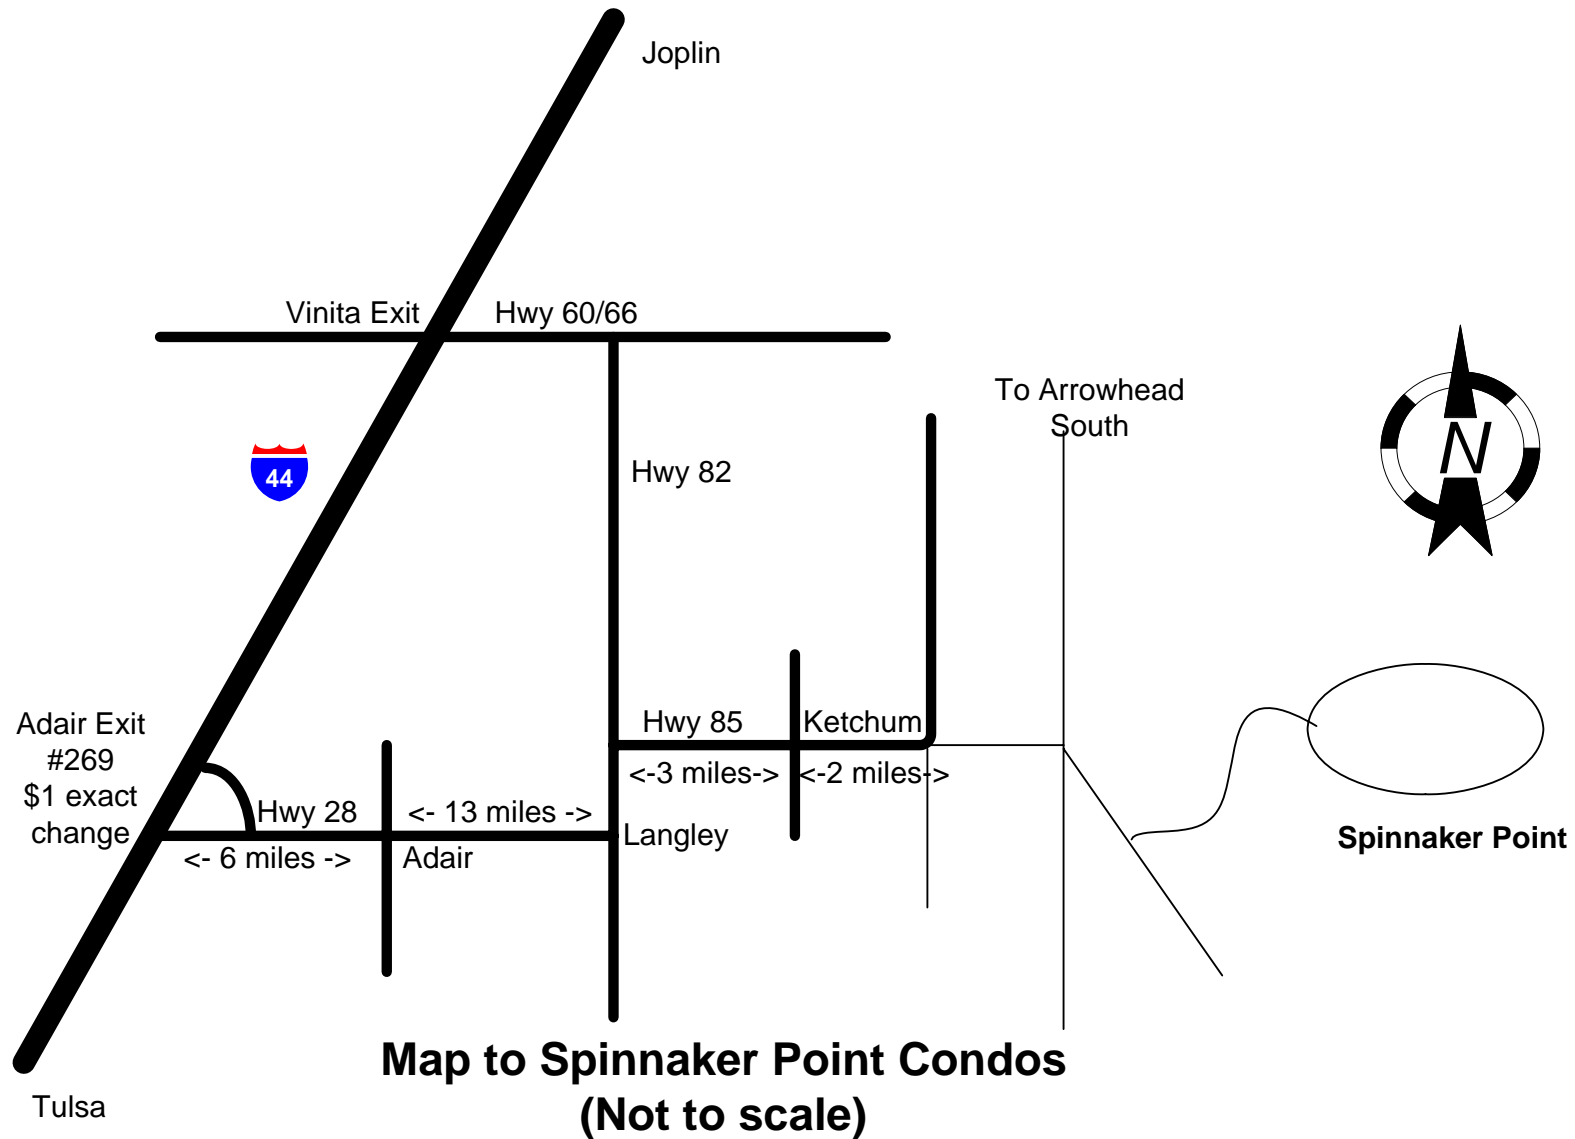 Joplin
Vinita Exit
Hwy 60/66
To Arrowhead
South
N
44
Hwy 82
Adair Exit
#269
$1 exact
change
Hwy 85
Ketchum
<-3 miles->
<-2 miles->
Hwy 28
<- 13 miles ->
Langley
<- 6 miles ->
Adair
Spinnaker Point
Map to Spinnaker Point Condos
(Not to scale)
Tulsa